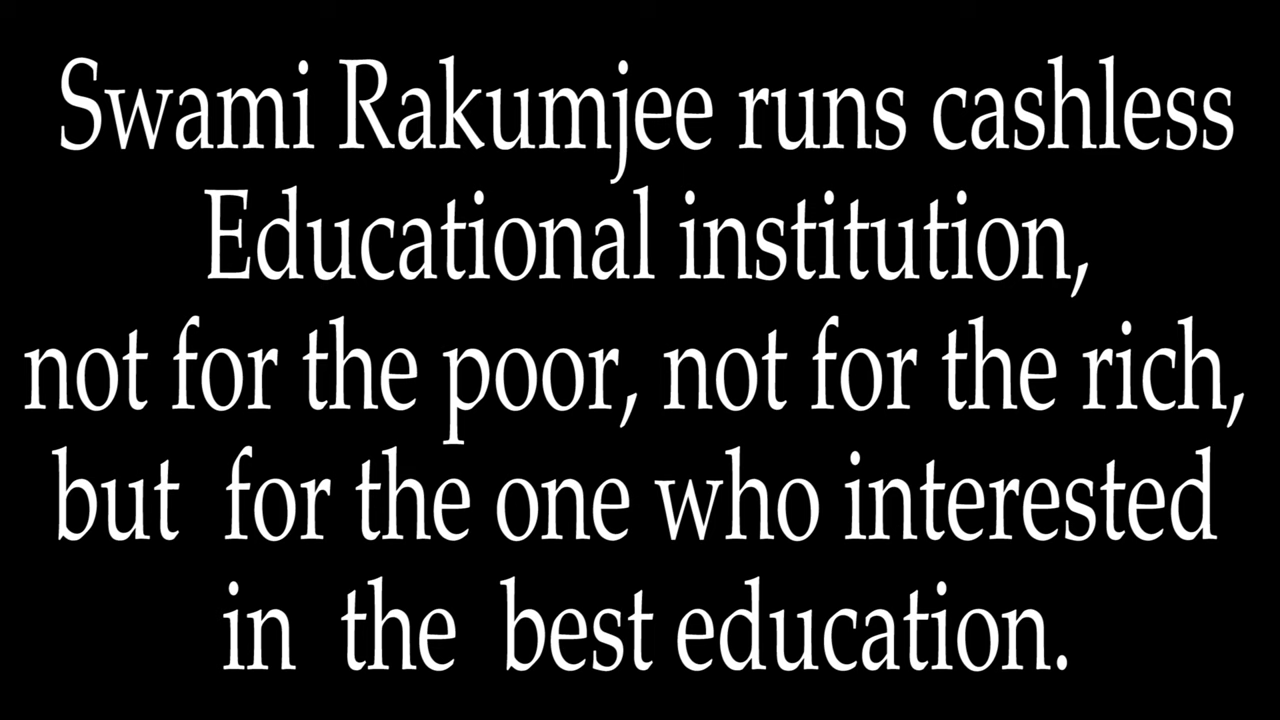 Swami Rakumjee runs cashless
Educational institution,
not for the poor, not for the rich,
but for the one who interested
in the best education.